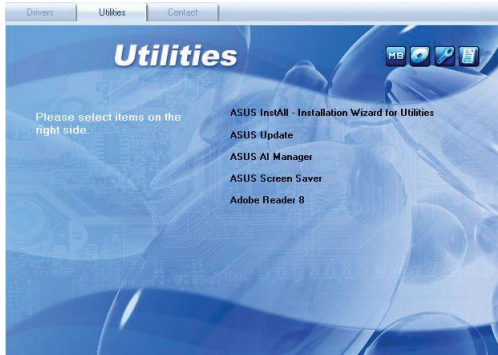 Drivers Utilities Contact
Utilities
MB
Please select items on the
right side.
ASUS InstAll - Installation Wizard for Utilities
ASUS Update
ASUS AI Manager
ASUS Screen Saver
Adobe Reader 8